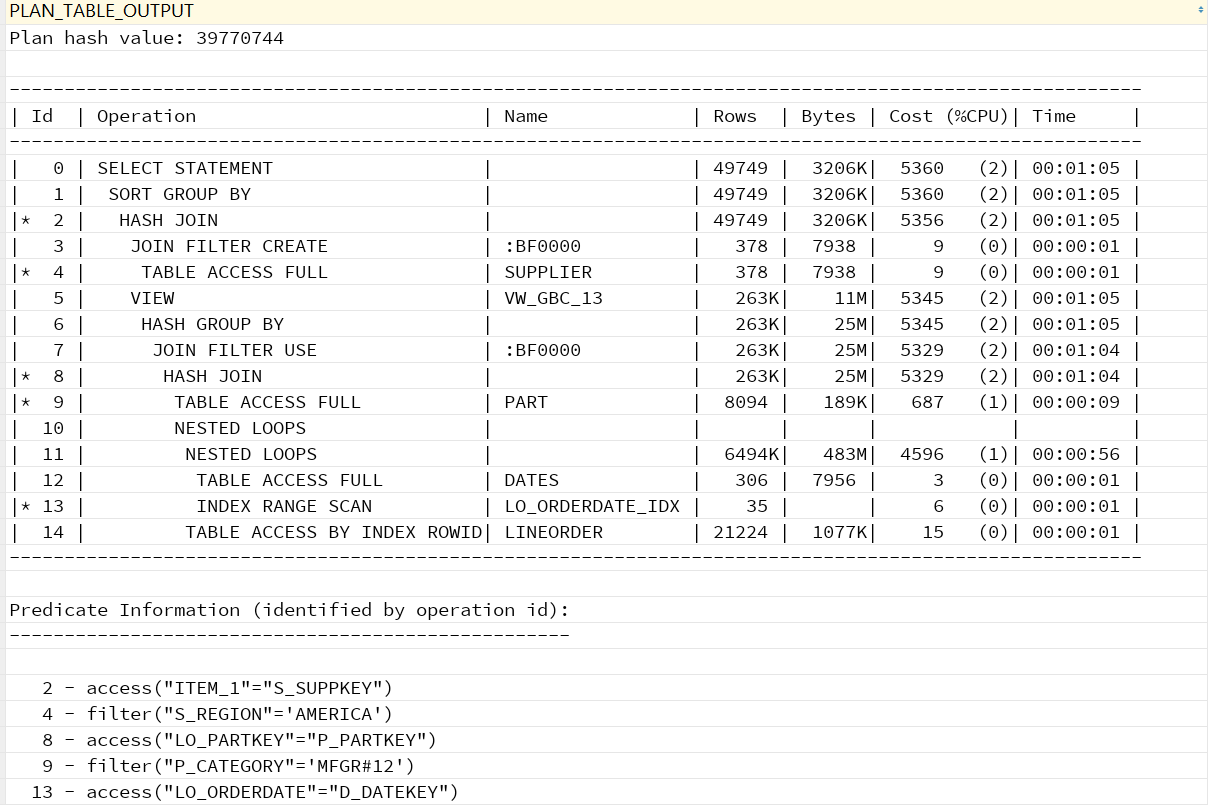 PLAN_TABLE_OUTPUT
Plan hash value: 39770744
-------------------------------------------------------------------------------------------------------
| Id  | Operation                          | Name              | Rows  | Bytes | Cost (%CPU)| Time     |
-------------------------------------------------------------------------------------------------------
|   0 | SELECT STATEMENT                   |                   | 49749 |  3206K|  5360   (2)| 00:01:05 |
|   1 |  SORT GROUP BY                     |                   | 49749 |  3206K|  5360   (2)| 00:01:05 |
|*  2 |   HASH JOIN                        |                   | 49749 |  3206K|  5356   (2)| 00:01:05 |
|   3 |    JOIN FILTER CREATE              | :BF0000           |   378 |  7938 |     9   (0)| 00:00:01 |
|*  4 |     TABLE ACCESS FULL              | SUPPLIER          |   378 |  7938 |     9   (0)| 00:00:01 |
|   5 |    VIEW                            | VW_GBC_13         |   263K|    11M|  5345   (2)| 00:01:05 |
|   6 |     HASH GROUP BY                  |                   |   263K|    25M|  5345   (2)| 00:01:05 |
|   7 |      JOIN FILTER USE               | :BF0000           |   263K|    25M|  5329   (2)| 00:01:04 |
|*  8 |       HASH JOIN                    |                   |   263K|    25M|  5329   (2)| 00:01:04 |
|*  9 |        TABLE ACCESS FULL           | PART              |  8094 |   189K|   687   (1)| 00:00:09 |
|  10 |        NESTED LOOPS                |                   |       |       |            |          |
|  11 |         NESTED LOOPS               |                   |  6494K|   483M|  4596   (1)| 00:00:56 |
|  12 |          TABLE ACCESS FULL         | DATES             |   306 |  7956 |     3   (0)| 00:00:01 |
|* 13 |          INDEX RANGE SCAN          | LO_ORDERDATE_IDX  |    35 |       |     6   (0)| 00:00:01 |
|  14 |         TABLE ACCESS BY INDEX ROWID| LINEORDER         | 21224 |  1077K|    15   (0)| 00:00:01 |
-------------------------------------------------------------------------------------------------------
Predicate Information (identified by operation id):
---------------------------------------------------
   2 - access("ITEM_1"="S_SUPPKEY")
   4 - filter("S_REGION"='AMERICA')
   8 - access("LO_PARTKEY"="P_PARTKEY")
   9 - filter("P_CATEGORY"='MFGR#12')
  13 - access("LO_ORDERDATE"="D_DATEKEY")